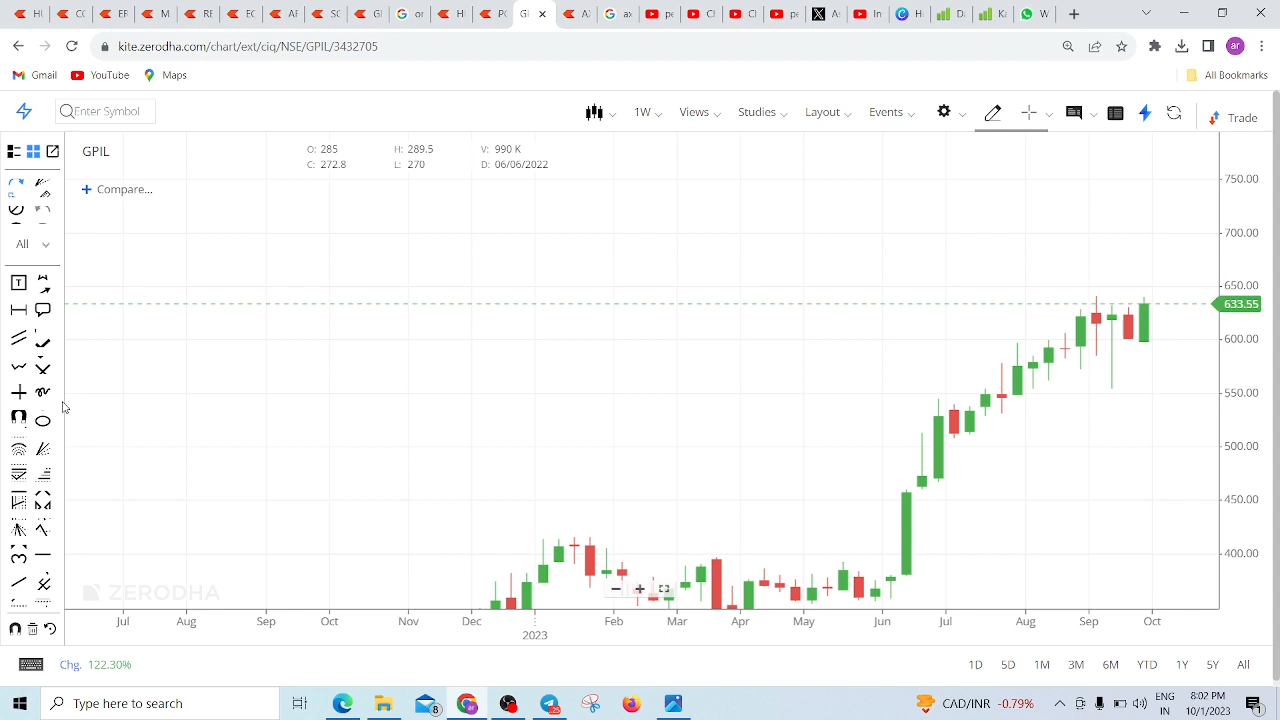 kite.zerodha.com/chart/ext/ciq/NSE/GPIL/3432705
Gmail YouTube Maps All Bookmarks
Enter Symbol 1W Views Studies Layout Events Trade
GPIL O: 285 H: 289.5 V: 990 K
C: 272.8 L: 270 D: 06/06/2022
+ Compare...
All
750.00
700.00
650.00
633.55
600.00
550.00
500.00
450.00
400.00
ZERODHA
Jul Aug Sep Oct Nov Dec Feb Mar Apr May Jun Jul Aug Sep Oct
2023
Chg. 122.30% 1D 5D 1M 3M 6M YTD 1Y 5Y All
Type here to search CAD/INR -0.79% ENG 8:02 PM
IN 10/1/2023